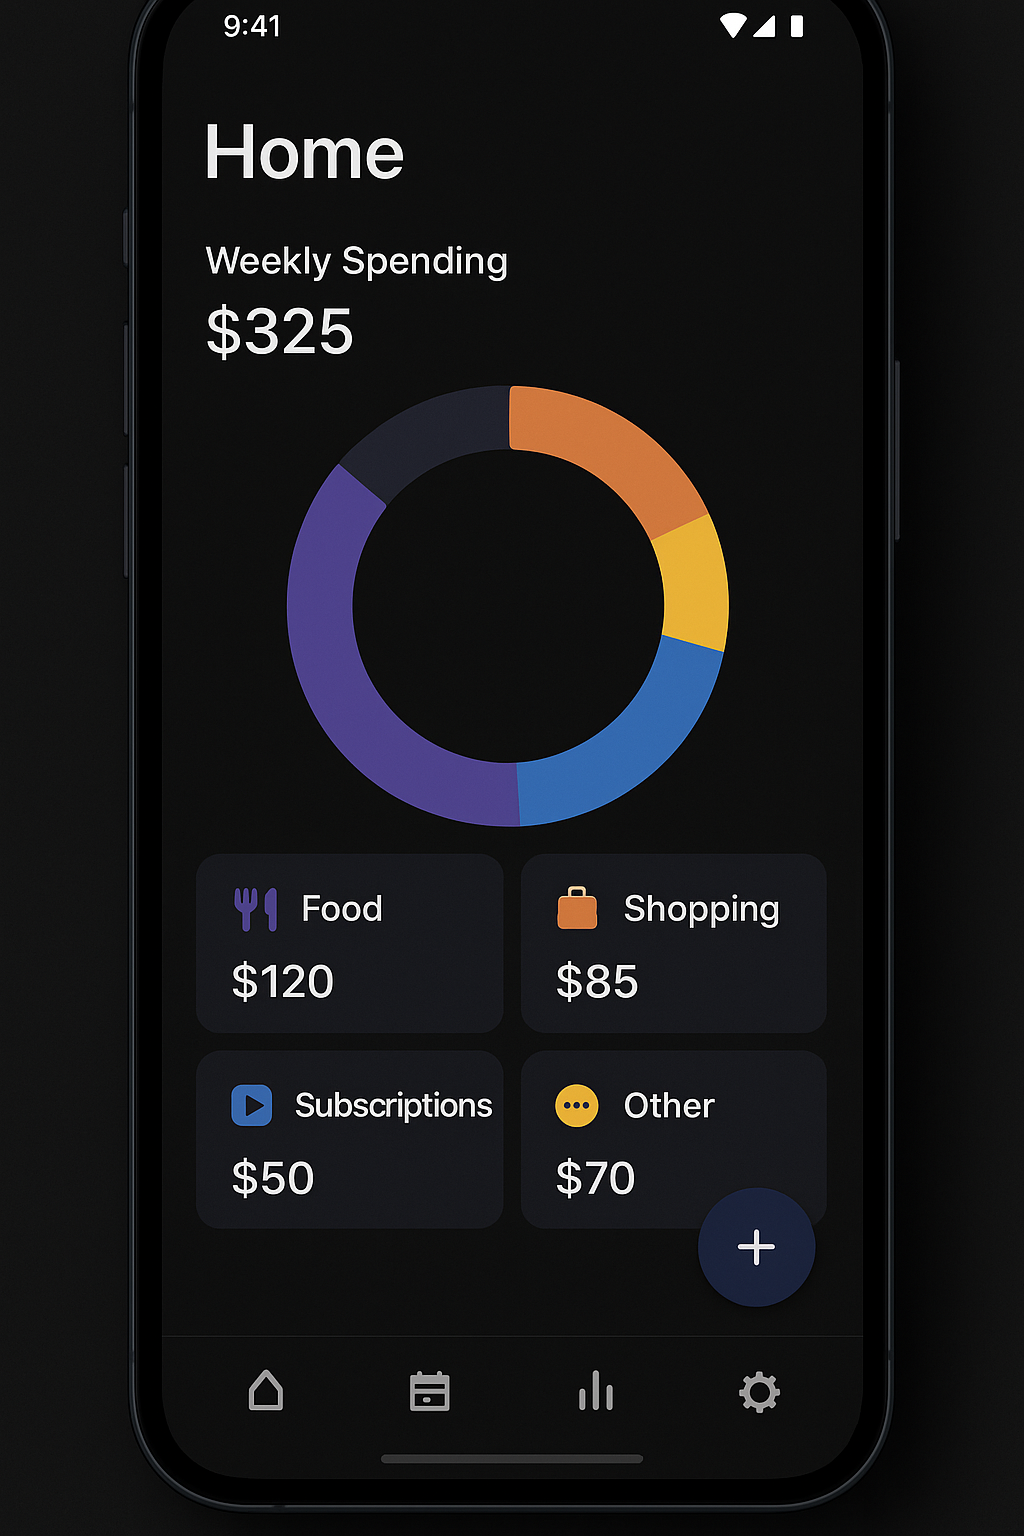 9:41
Home
Weekly Spending
$325
Food
$120
Shopping
$85
Subscriptions
$50
Other
$70